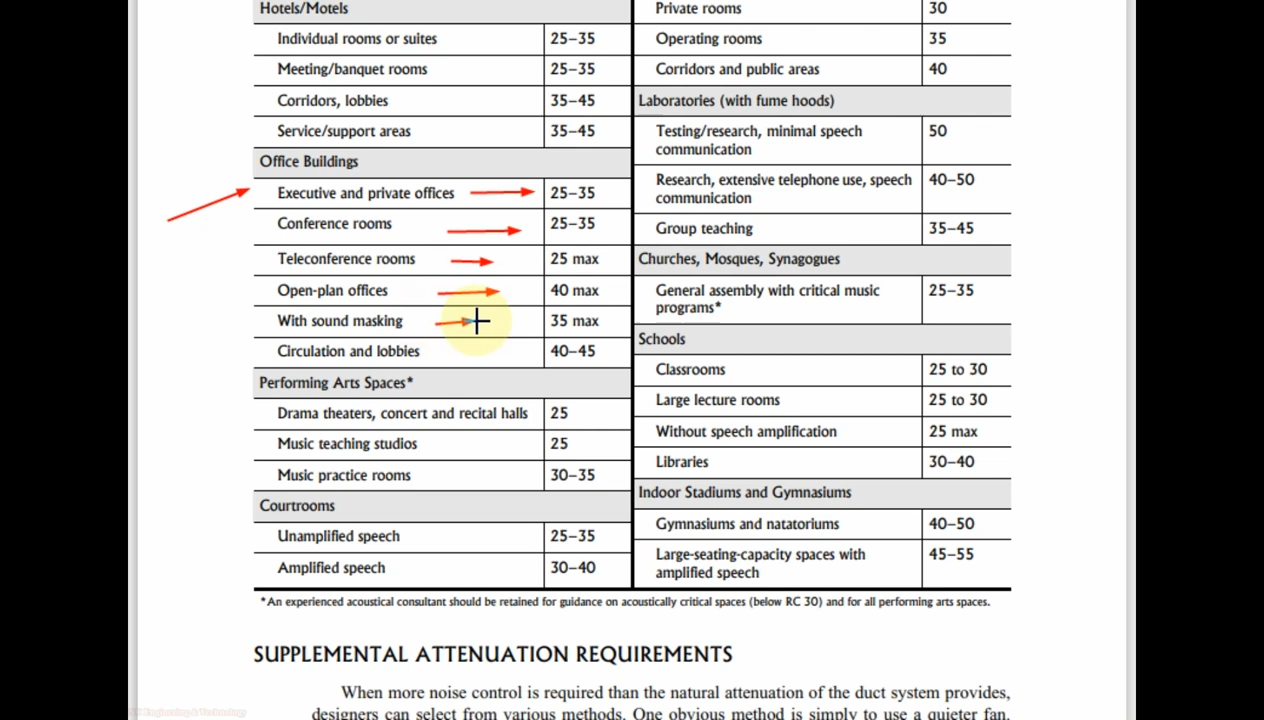 Hotels/Motels
Individual rooms or suites 25–35
Meeting/banquet rooms 25–35
Corridors, lobbies 35–45
Service/support areas 35–45
Office Buildings
Executive and private offices 25–35
Conference rooms 25–35
Teleconference rooms 25 max
Open-plan offices 40 max
With sound masking 35 max
Circulation and lobbies 40–45
Performing Arts Spaces*
Drama theaters, concert and recital halls 25
Music teaching studios 25
Music practice rooms 30–35
Courtrooms
Unamplified speech 25–35
Amplified speech 30–40
Private rooms 30
Operating rooms 35
Corridors and public areas 40
Laboratories (with fume hoods)
Testing/research, minimal speech 50
communication
Research, extensive telephone use, speech 40–50
communication
Group teaching 35–45
Churches, Mosques, Synagogues
General assembly with critical music 25–35
programs*
Schools
Classrooms 25 to 30
Large lecture rooms 25 to 30
Without speech amplification 25 max
Libraries 30–40
Indoor Stadiums and Gymnasiums
Gymnasiums and natatoriums 40–50
Large-seating-capacity spaces with 45–55
amplified speech
*An experienced acoustical consultant should be retained for guidance on acoustically critical spaces (below RC 30) and for all performing arts spaces.
SUPPLEMENTAL ATTENUATION REQUIREMENTS
When more noise control is required than the natural attenuation of the duct system provides,
designers can select from various methods. One obvious method is simply to use a quieter fan.
Engineering & Technology